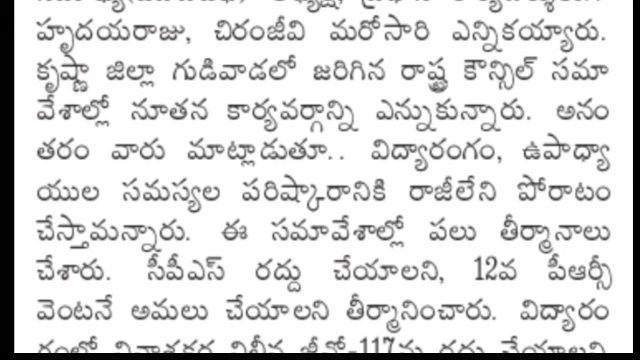 హృదయరాజు, చిరంజీవి మరోసారి ఎన్నికయ్యారు.
కృష్ణా జిల్లా గుడివాడలో జరిగిన రాష్ట్ర కౌన్సిల్ సమా
వేశాల్లో నూతన కార్యవర్గాన్ని ఎన్నుకున్నారు. అనం
తరం వారు మాట్లాడుతూ.. విద్యారంగం, ఉపాధ్యా
యుల సమస్యల పరిష్కారానికి రాజీలేని పోరాటం
చేస్తామన్నారు. ఈ సమావేశాల్లో పలు తీర్మానాలు
చేశారు. సీపీఎస్ రద్దు చేయాలని, 12వ పీఆర్సీ
వెంటనే అమలు చేయాలని తీర్మానించారు. విద్యారం